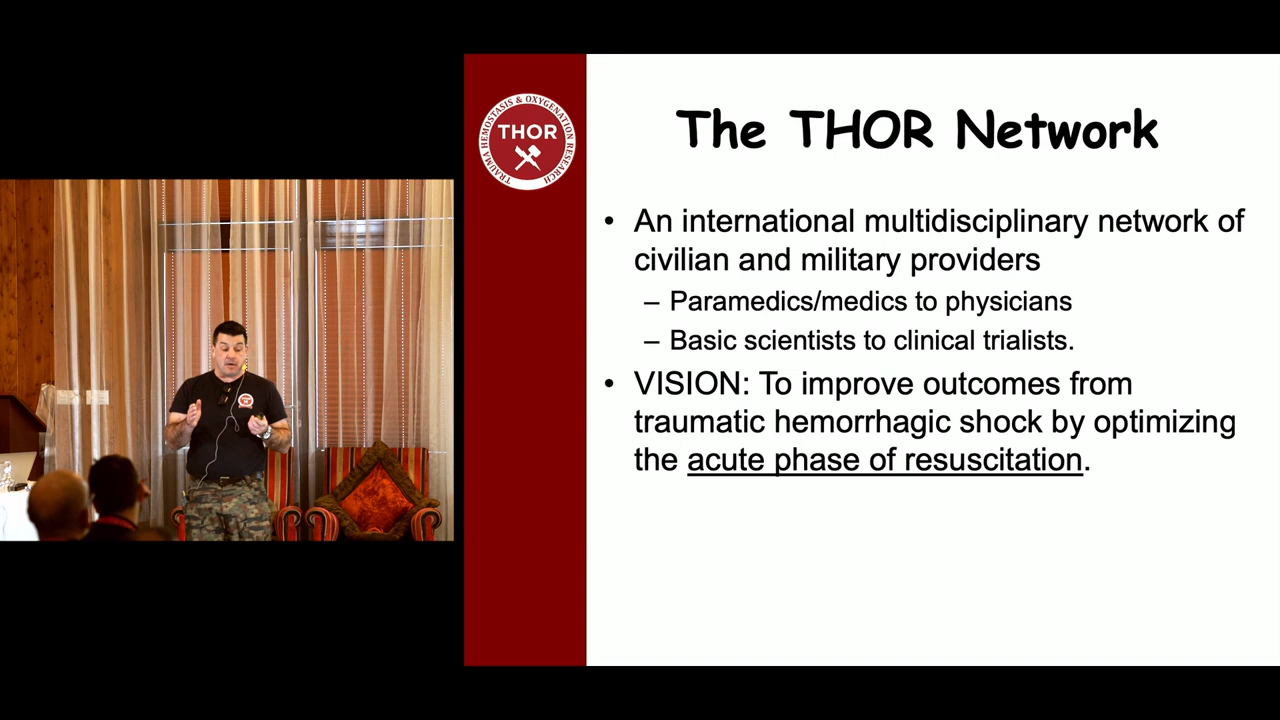 TRAUMA HEMOSTASIS & OXYGENATION RESEARCH
THOR
The THOR Network
• An international multidisciplinary network of
civilian and military providers
– Paramedics/medics to physicians
– Basic scientists to clinical trialists.
• VISION: To improve outcomes from
traumatic hemorrhagic shock by optimizing
the acute phase of resuscitation.